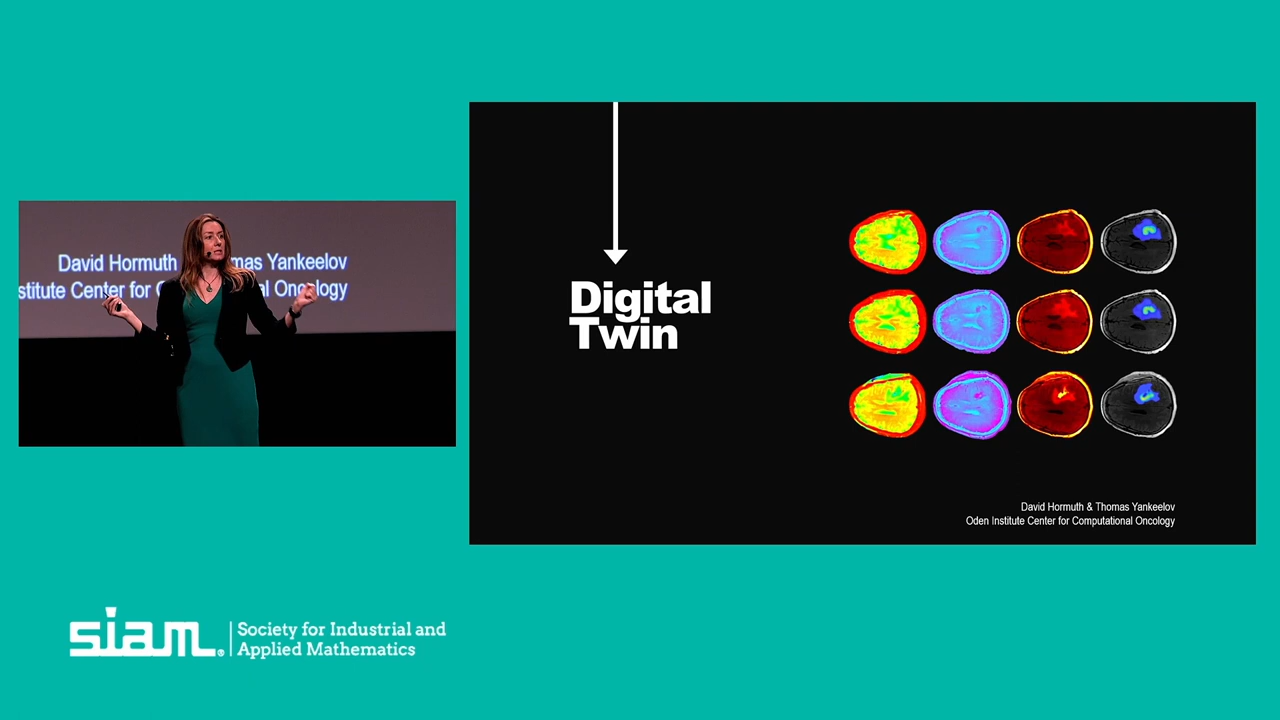 David Hormuth mas Yankeelov
stitute Center for C al Oncology
Digital
Twin
David Hormuth & Thomas Yankeelov
Oden Institute Center for Computational Oncology
siam.®
Society for Industrial and
Applied Mathematics